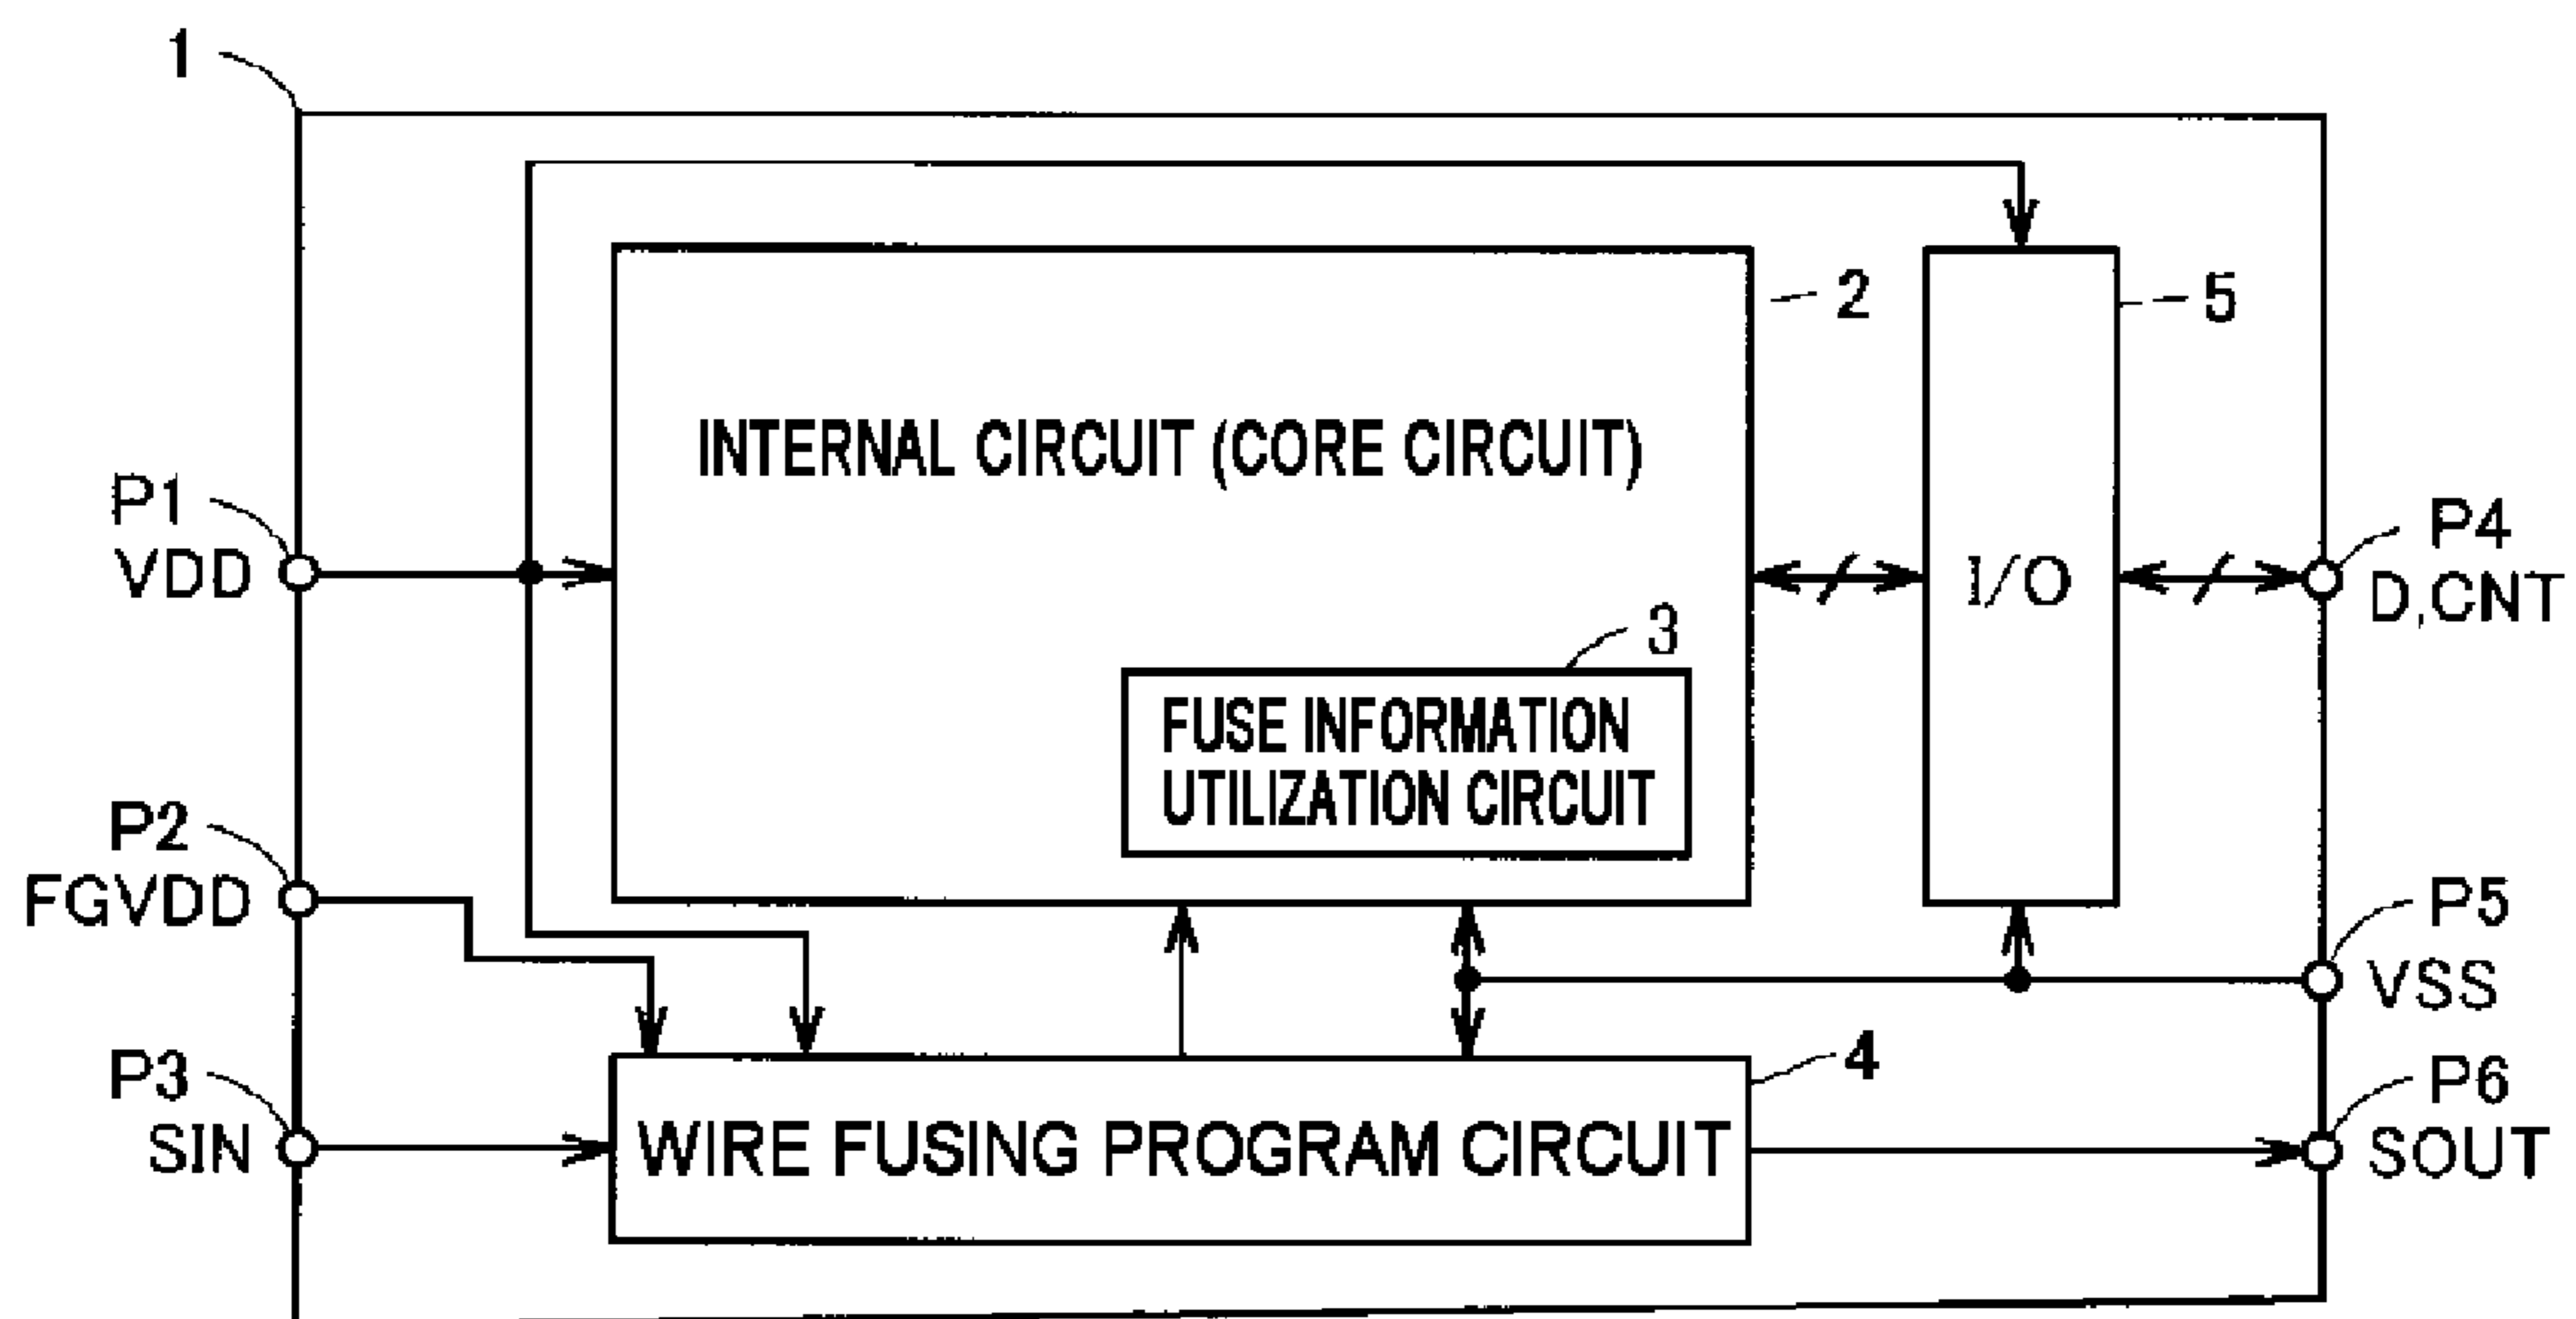 1
2
5
INTERNAL CIRCUIT (CORE CIRCUIT)
P1
VDD
I/O
P4
D,CNT
3
FUSE INFORMATION
UTILIZATION CIRCUIT
P2
FGVDD
P5
VSS
P3
SIN
4
WIRE FUSING PROGRAM CIRCUIT
P6
SOUT